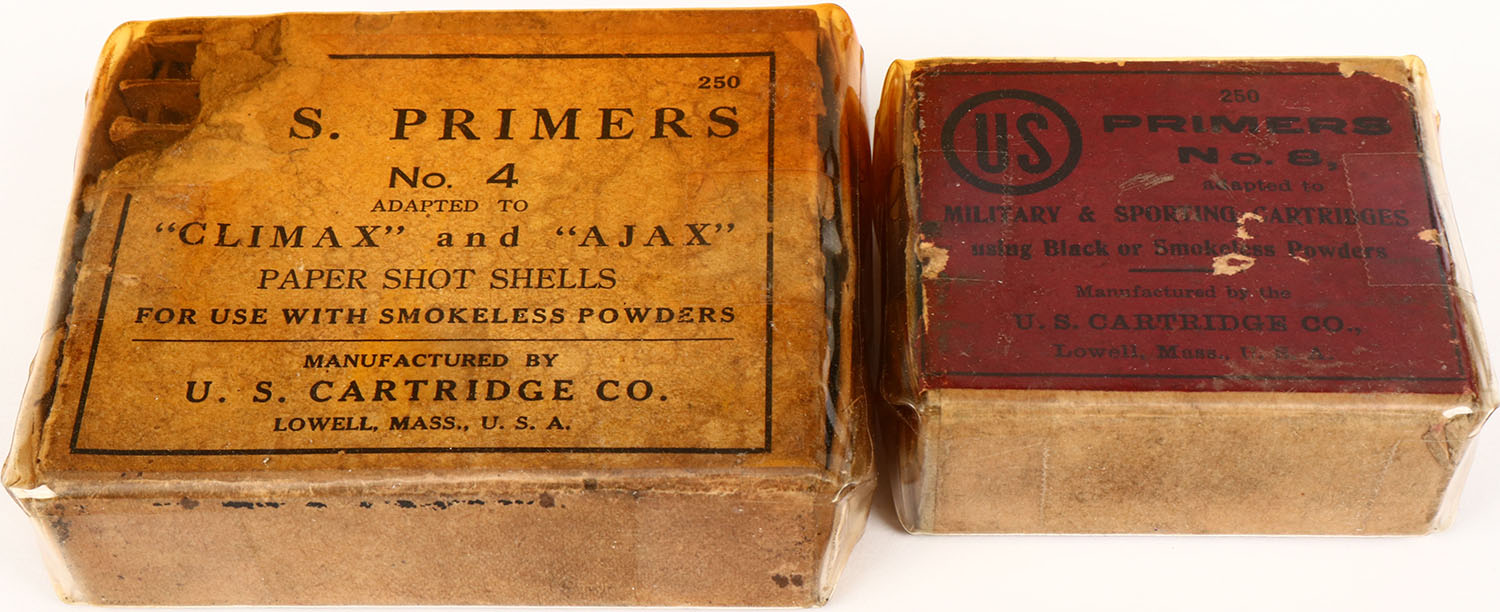 250
S. PRIMERS
No. 4
ADAPTED TO
"CLIMAX" and "AJAX"
PAPER SHOT SHELLS
FOR USE WITH SMOKELESS POWDERS
MANUFACTURED BY
U. S. CARTRIDGE CO.
LOWELL, MASS., U. S. A.
US
250
PRIMERS
No. 8,
adapted to
MILITARY & SPORTING CARTRIDGES
using Black or Smokeless Powders
Manufactured by the
U. S. CARTRIDGE CO.,
Lowell, Mass., U. S. A.